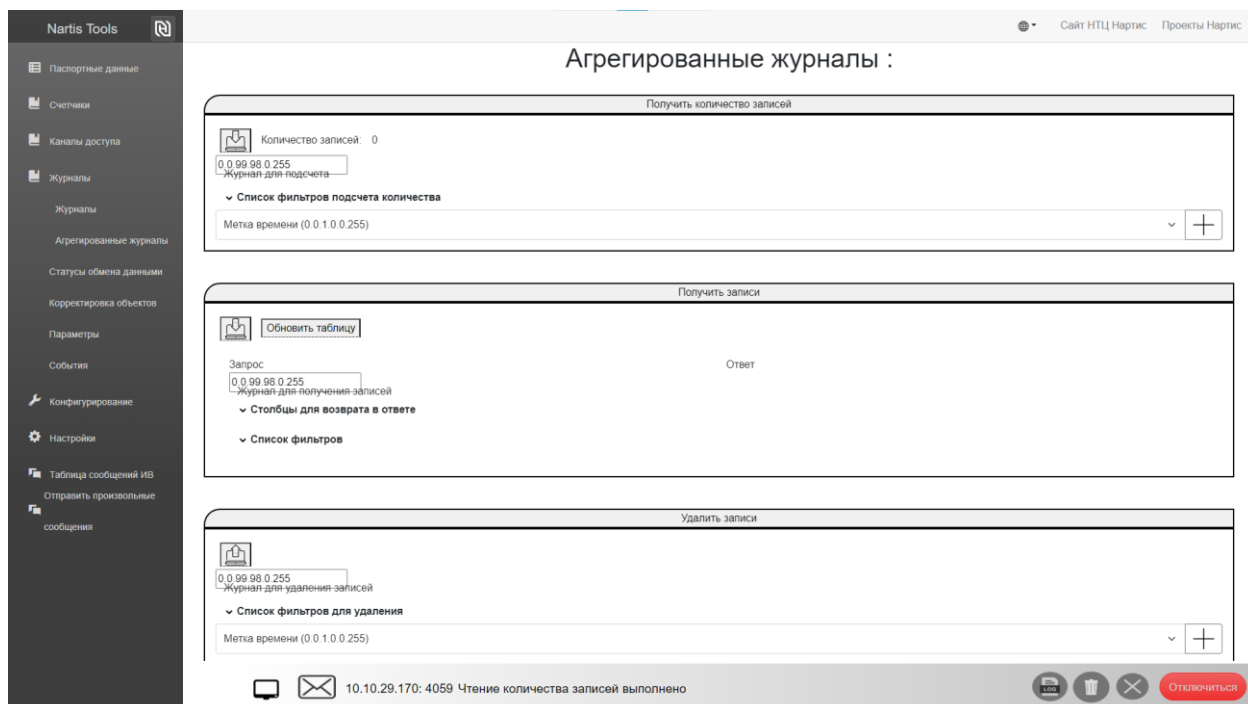 Nartis Tools
Сайт НТЦ Нартис
Проекты Нартис
Паспортные данные
Счетчики
Каналы доступа
Журналы
Журналы
Агрегированные журналы
Статусы обмена данными
Корректировка объектов
Параметры
События
Конфигурирование
Настройки
Таблица сообщений ИВ
Отправить произвольные
сообщения
Агрегированные журналы :
Получить количество записей
Количество записей: 0
0.0.99.98.0.255
Журнал для подсчета
Список фильтров подсчета количества
Метка времени (0.0.1.0.0.255)
Получить записи
Обновить таблицу
Запрос
Ответ
0.0.99.98.0.255
Журнал для получения записей
Столбцы для возврата в ответе
Список фильтров
Удалить записи
0.0.99.98.0.255
Журнал для удаления записей
Список фильтров для удаления
Метка времени (0.0.1.0.0.255)
10.10.29.170: 4059 Чтение количества записей выполнено
LOG
Отключиться